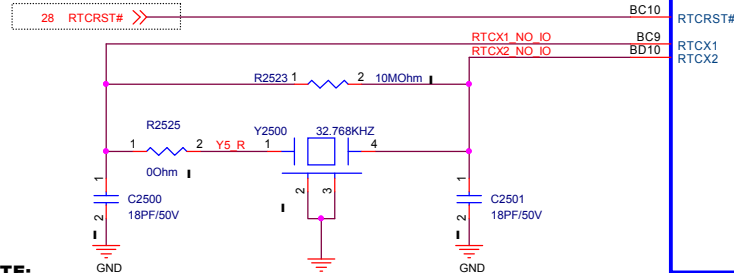 28 RTCRST#
BC10
RTCRST#
RTCX1_NO_IO
BC9
RTCX1
RTCX2_NO_IO
BD10
RTCX2
R2523 1 2 10MOhm
R2525
Y2500 32.768KHZ
1 2 Y5_R 1 4
0Ohm
1 2 3 1
C2500
18PF/50V
C2501
18PF/50V
2 2
GND GND
TE: